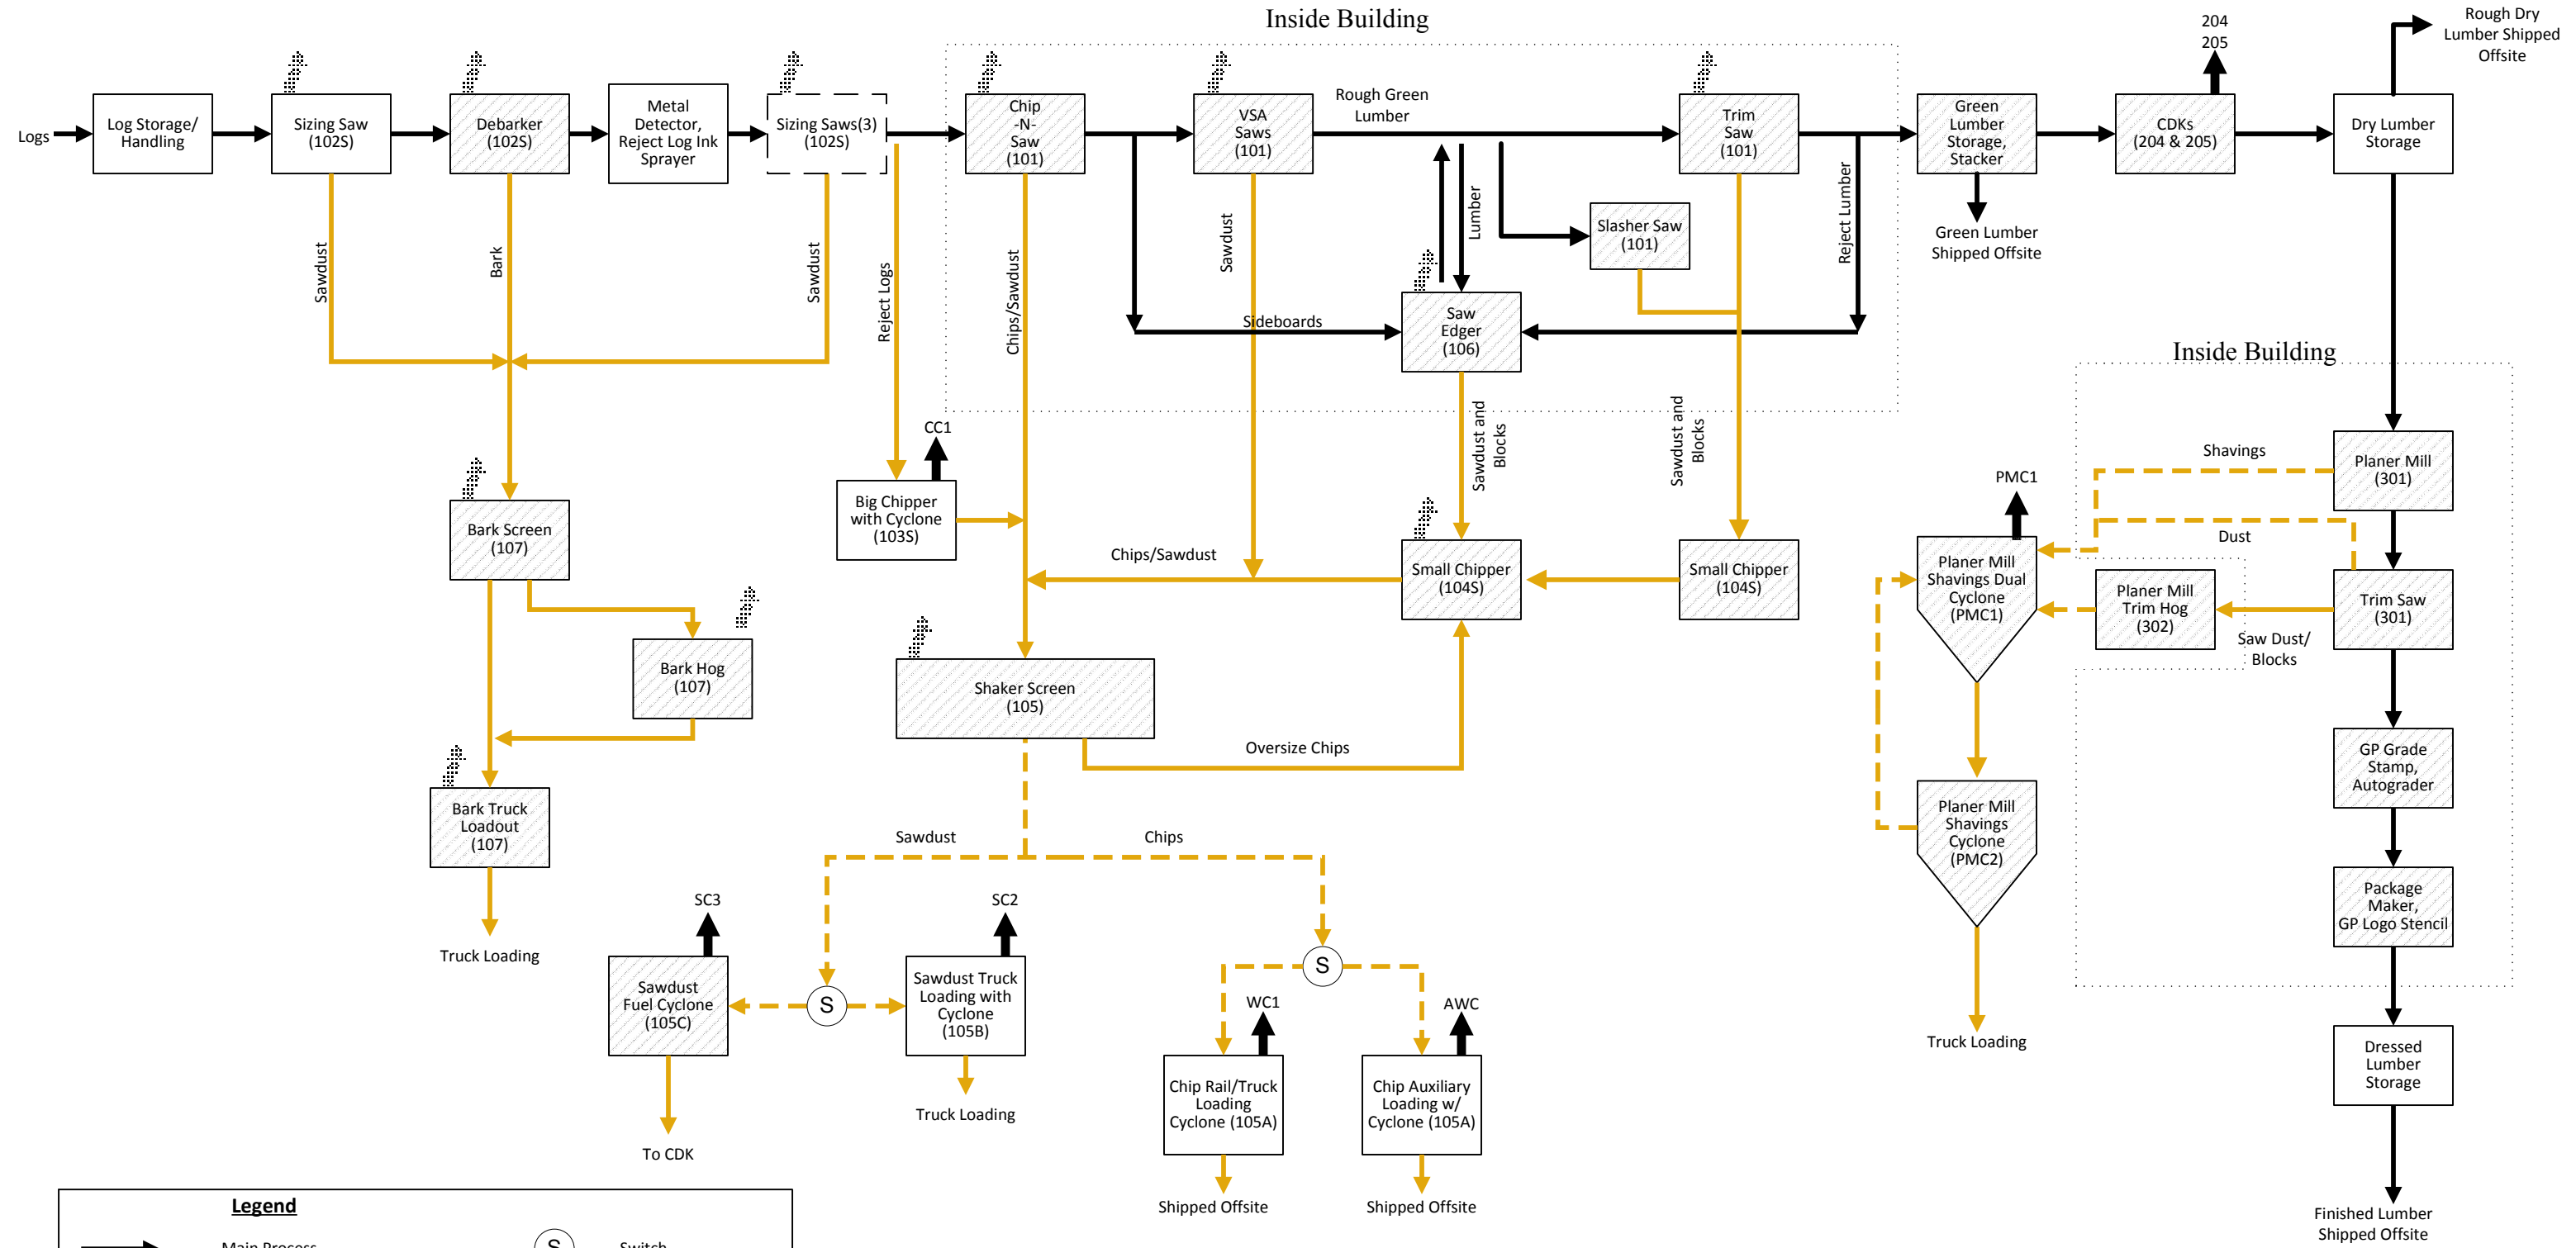 Inside Building
204
205
Rough Dry
Lumber Shipped
Offsite
Logs
Log Storage/
Handling
Sizing Saw
(102S)
Debarker
(102S)
Metal
Detector,
Reject Log Ink
Sprayer
Sizing Saws(3)
(102S)
Chip
-N-
Saw
(101)
VSA
Saws
(101)
Rough Green
Lumber
Trim
Saw
(101)
Green
Lumber
Storage,
Stacker
CDKs
(204 & 205)
Dry Lumber
Storage
Sawdust
Bark
Sawdust
Reject Logs
Chips/Sawdust
Sawdust
Lumber
Slasher Saw
(101)
Reject Lumber
Green Lumber
Shipped Offsite
Sideboards
Saw
Edger
(106)
Inside Building
CC1
Sawdust and
Blocks
Sawdust and
Blocks
Shavings
Planer Mill
(301)
PMC1
Big Chipper
with Cyclone
(103S)
Bark Screen
(107)
Dust
Chips/Sawdust
Small Chipper
(104S)
Small Chipper
(104S)
Planer Mill
Shavings Dual
Cyclone
(PMC1)
Planer Mill
Trim Hog
(302)
Trim Saw
(301)
Saw Dust/
Blocks
Bark Hog
(107)
Shaker Screen
(105)
Oversize Chips
GP Grade
Stamp,
Autograder
Bark Truck
Loadout
(107)
Planer Mill
Shavings
Cyclone
(PMC2)
Sawdust
Chips
Package
Maker,
GP Logo Stencil
SC3
SC2
Truck Loading
S
Sawdust
Fuel Cyclone
(105C)
S
Sawdust Truck
Loading with
Cyclone
(105B)
WC1
AWC
Truck Loading
Dressed
Lumber
Storage
Chip Rail/Truck
Loading
Cyclone (105A)
Chip Auxiliary
Loading w/
Cyclone (105A)
Truck Loading
To CDK
Shipped Offsite
Shipped Offsite
Finished Lumber
Shipped Offsite
Legend
Main Process
S
Switch